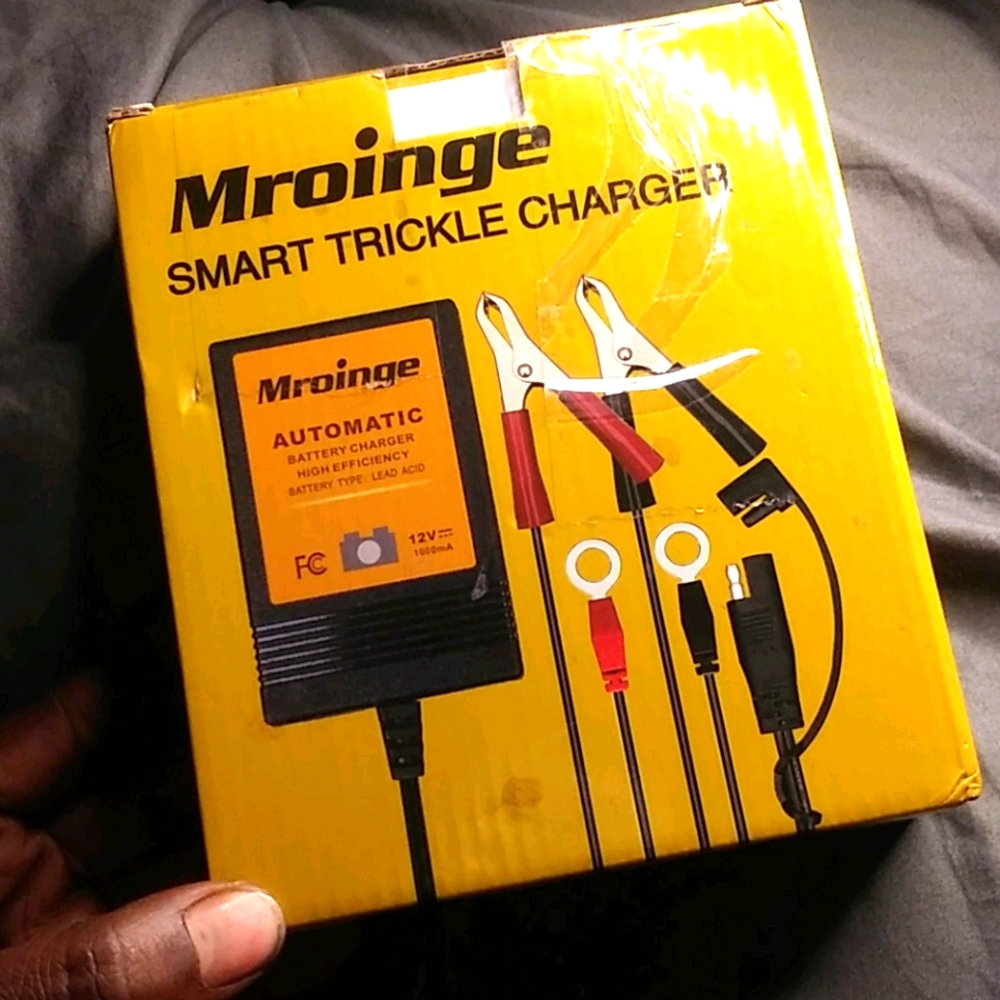 Mroinge
SMART TRICKLE CHARGER
Mroinge
AUTOMATIC
BATTERY CHARGER
HIGH EFFICIENCY
BATTERY TYPE: LEAD ACID
FC 12V
1000mA